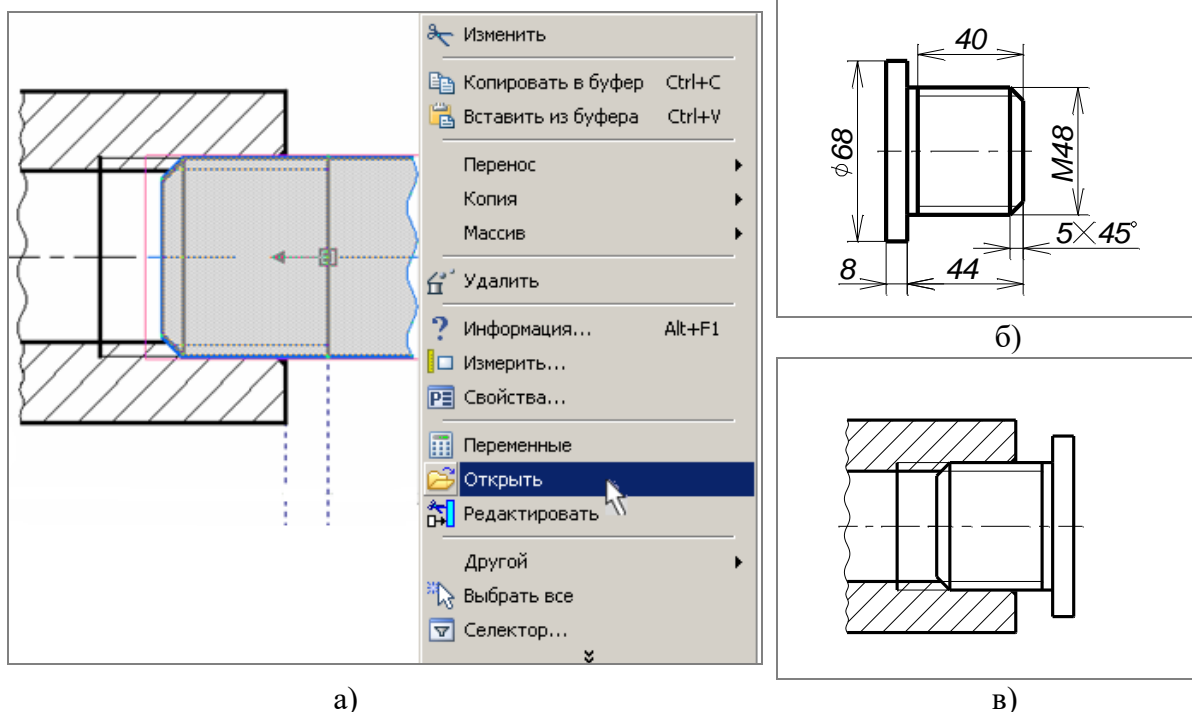 Изменить
Копировать в буфер Ctrl+C
Вставить из буфера Ctrl+V
Перенос
Копия
Массив
Удалить
Информация... Alt+F1
Измерить...
Свойства...
Переменные
Открыть
Редактировать
Другой
Выбрать все
Селектор...
а)
40
ϕ68
M48
5×45°
8
44
б)
в)